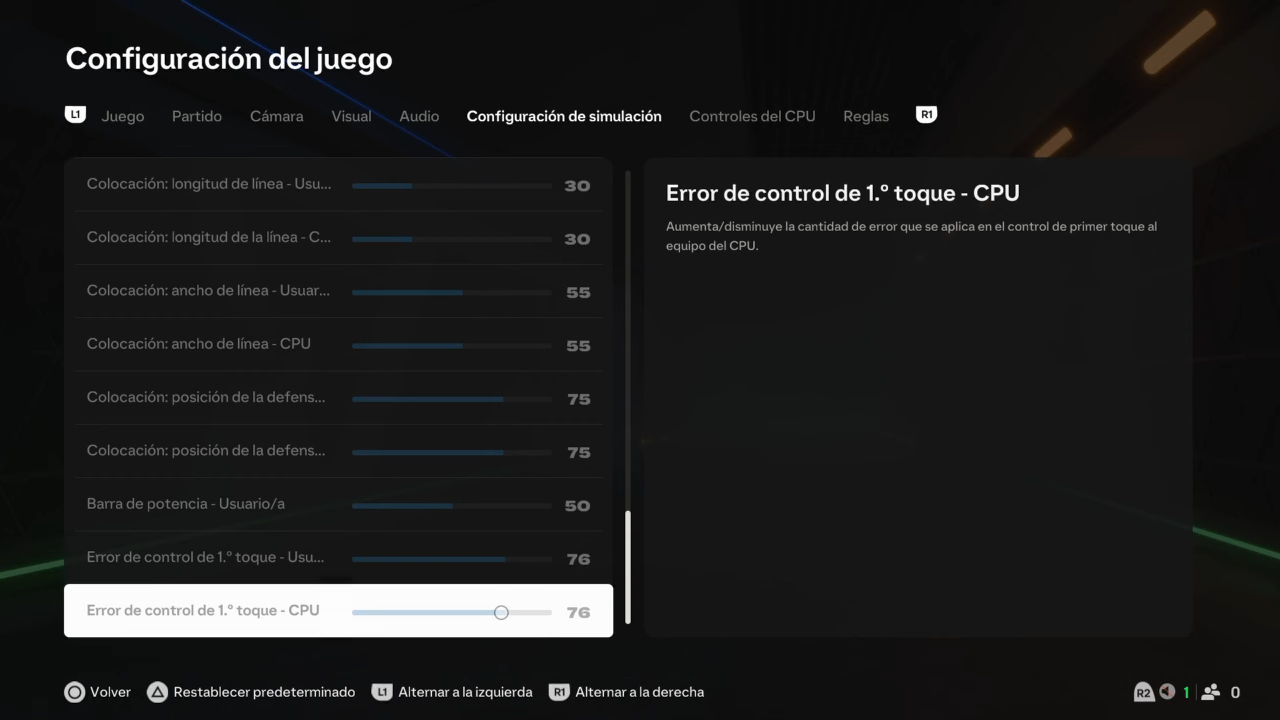 Configuración del juego
L1 Juego Partido Cámara Visual Audio Configuración de simulación Controles del CPU Reglas R1
Colocación: longitud de línea - Usu... 30
Colocación: longitud de la línea - C... 30
Colocación: ancho de línea - Usuar... 55
Colocación: ancho de línea - CPU 55
Colocación: posición de la defens... 75
Colocación: posición de la defens... 75
Barra de potencia - Usuario/a 50
Error de control de 1.º toque - Usu... 76
Error de control de 1.º toque - CPU 76
Error de control de 1.º toque - CPU
Aumenta/disminuye la cantidad de error que se aplica en el control de primer toque al
equipo del CPU.
Volver Restablecer predeterminado L1 Alternar a la izquierda R1 Alternar a la derecha R2 1 0